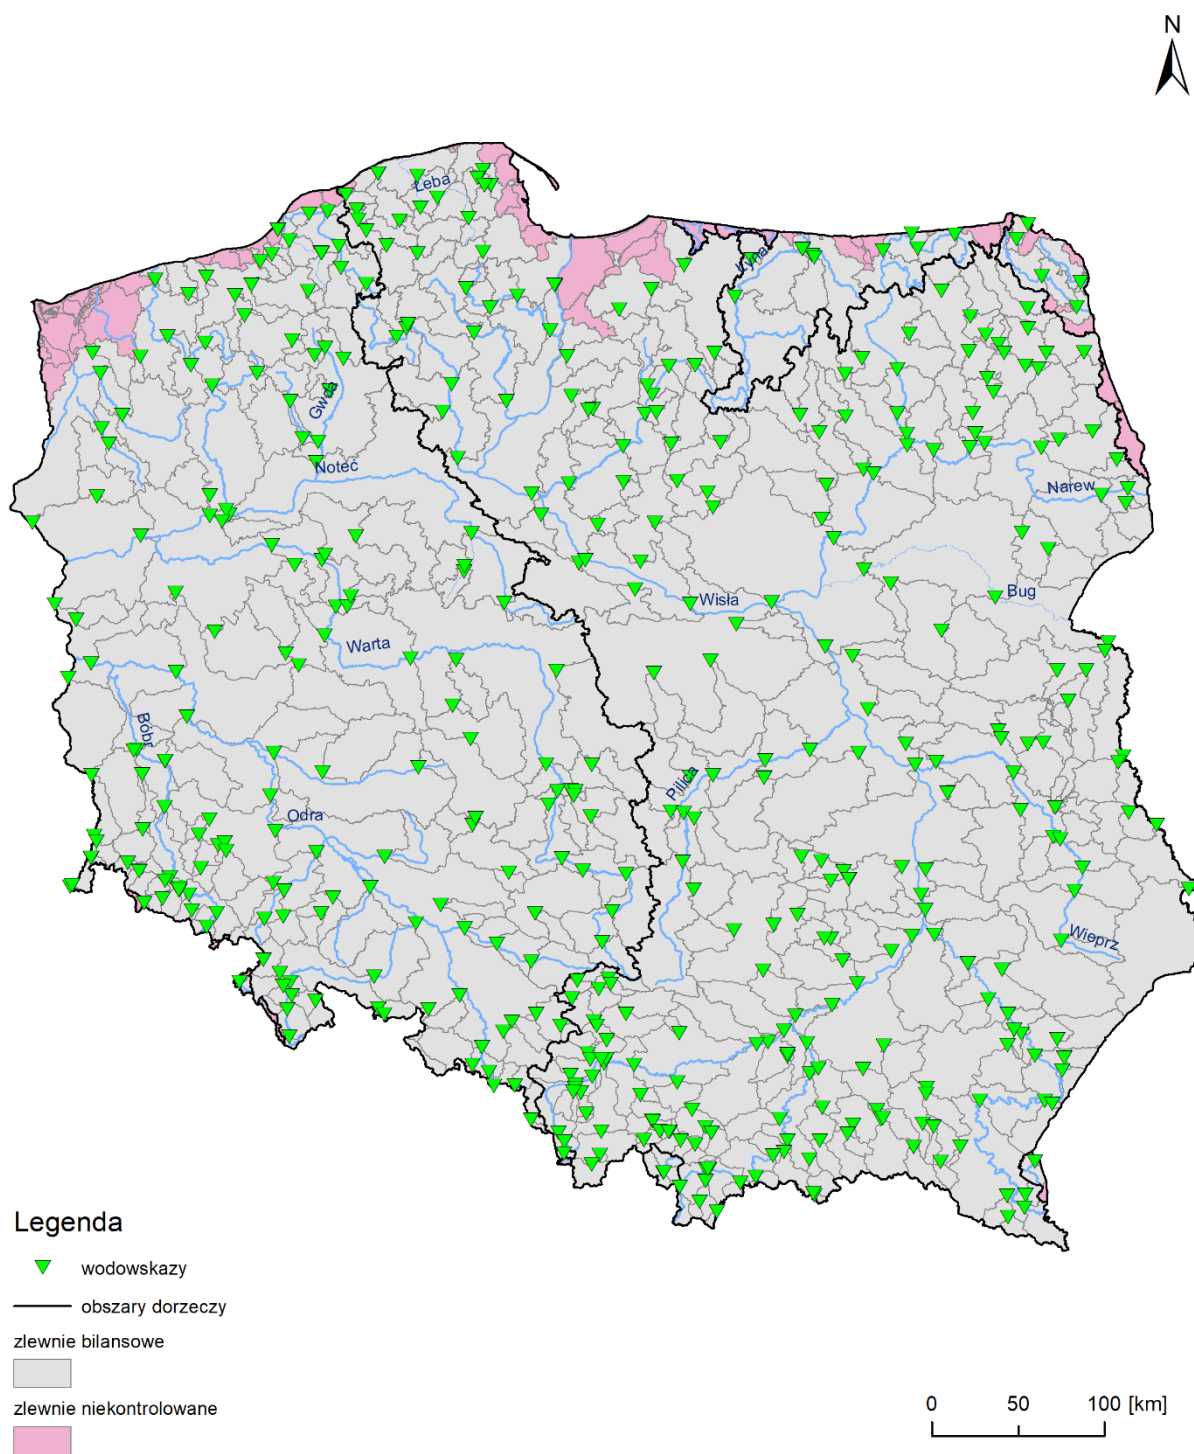 N
Łeba
Łyna
Gwda
Noteć
Narew
Bug
Wisła
Warta
Bóbr
Pilica
Odra
Wieprz
Legenda
wodowskazy
obszary dorzeczy
zlewnie bilansowe
zlewnie niekontrolowane
0 50 100 [km]